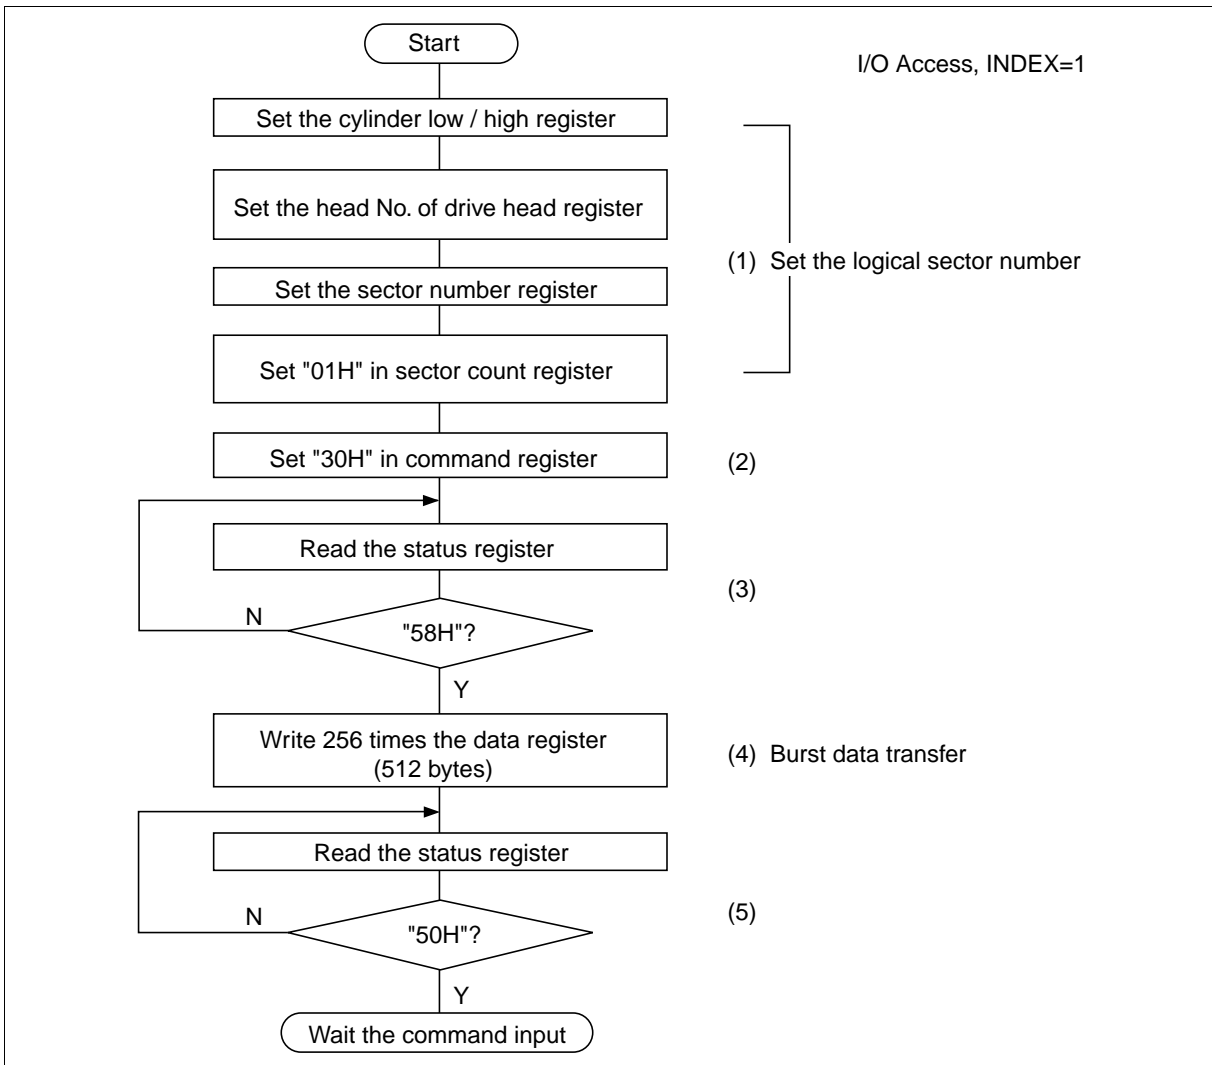 Start
I/O Access, INDEX=1
Set the cylinder low / high register
Set the head No. of drive head register
(1) Set the logical sector number
Set the sector number register
Set "01H" in sector count register
Set "30H" in command register
(2)
Read the status register
(3)
N
"58H"?
Y
Write 256 times the data register
(512 bytes)
(4) Burst data transfer
Read the status register
(5)
N
"50H"?
Y
Wait the command input